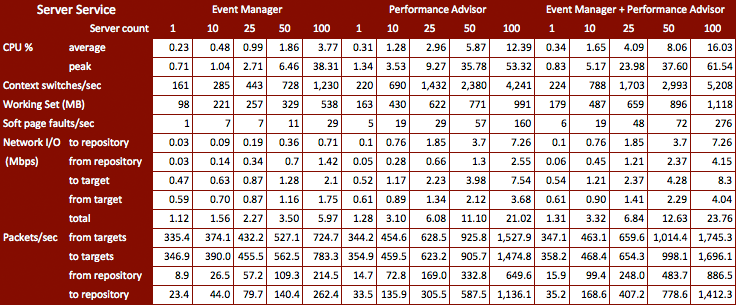 Server Service Event Manager Performance Advisor Event Manager + Performance Advisor
Server count 1 10 25 50 100 1 10 25 50 100 1 10 25 50 100
CPU % average 0.23 0.48 0.99 1.86 3.77 0.31 1.28 2.96 5.87 12.39 0.34 1.65 4.09 8.06 16.03
peak 0.71 1.04 2.71 6.46 38.31 1.34 3.53 9.27 35.78 53.32 0.83 5.17 23.98 37.60 61.54
Context switches/sec 161 285 443 728 1,230 220 690 1,432 2,380 4,241 224 788 1,703 2,993 5,208
Working Set (MB) 98 221 257 329 538 163 430 622 771 991 179 487 659 896 1,118
Soft page faults/sec 1 7 7 11 29 5 19 29 57 160 6 19 48 72 276
Network I/O to repository 0.03 0.09 0.19 0.36 0.71 0.1 0.76 1.85 3.7 7.26 0.1 0.76 1.85 3.7 7.26
(Mbps) from repository 0.03 0.14 0.34 0.7 1.42 0.05 0.28 0.66 1.3 2.55 0.06 0.45 1.21 2.37 4.15
to target 0.47 0.63 0.87 1.28 2.1 0.52 1.17 2.23 3.98 7.54 0.54 1.21 2.37 4.28 8.3
from target 0.59 0.70 0.87 1.16 1.75 0.61 0.89 1.34 2.12 3.68 0.61 0.90 1.41 2.29 4.04
total 1.12 1.56 2.27 3.50 5.97 1.28 3.10 6.08 11.10 21.02 1.31 3.32 6.84 12.63 23.76
Packets/sec from targets 335.4 374.1 432.2 527.1 724.7 344.2 454.6 628.5 925.8 1,527.9 347.1 463.1 659.6 1,014.4 1,745.3
to targets 346.9 390.0 455.5 562.5 783.3 354.9 459.5 623.2 905.7 1,474.8 358.2 468.4 654.3 998.1 1,696.1
from repository 8.9 26.5 57.2 109.3 214.5 14.7 72.8 169.0 332.8 649.6 15.9 99.4 248.0 483.7 886.5
to repository 23.4 44.0 79.7 140.4 262.4 33.5 135.9 305.5 587.5 1,136.1 35.2 168.6 407.2 778.6 1,412.3